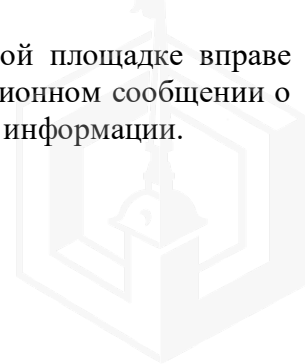 ой площадке вправе
ионном сообщении о
информации.